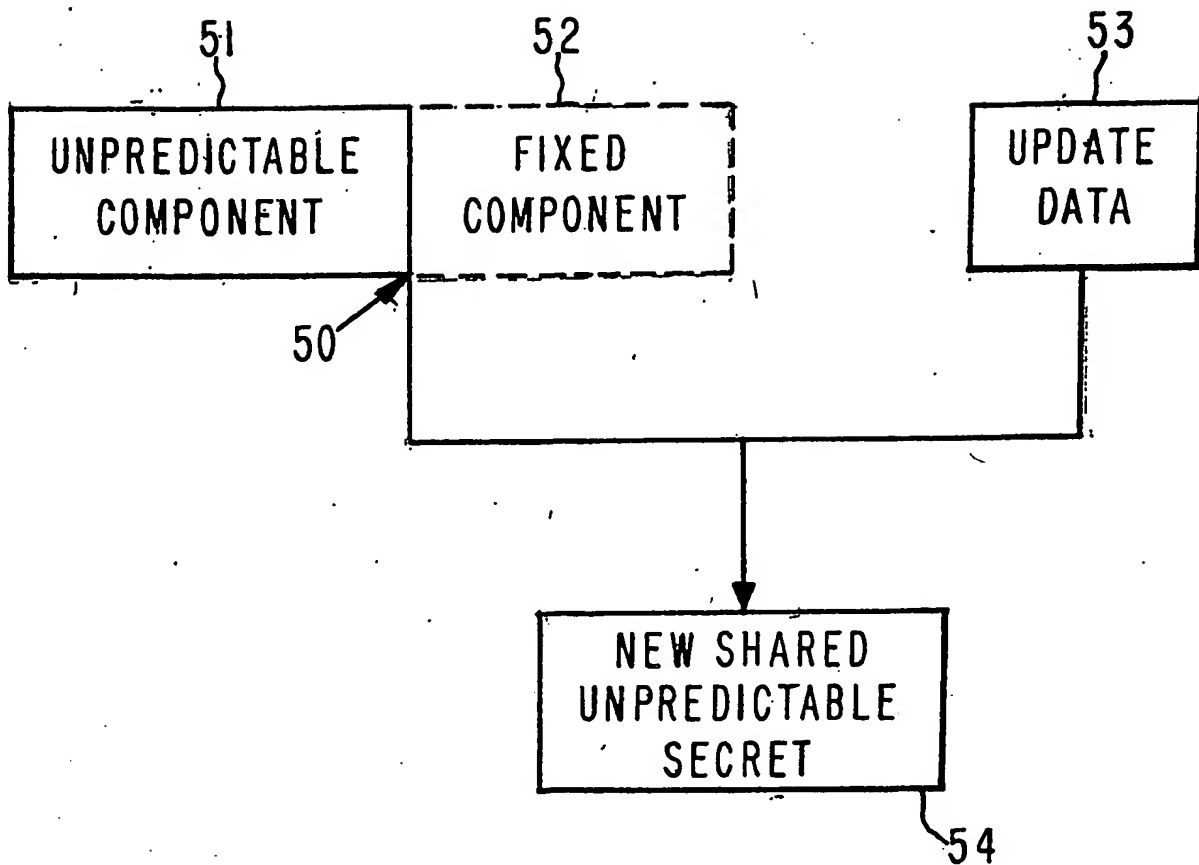 51
52
53
UNPREDICTABLE
COMPONENT
FIXED
COMPONENT
UPDATE
DATA
50
NEW SHARED
UNPREDICTABLE
SECRET
54